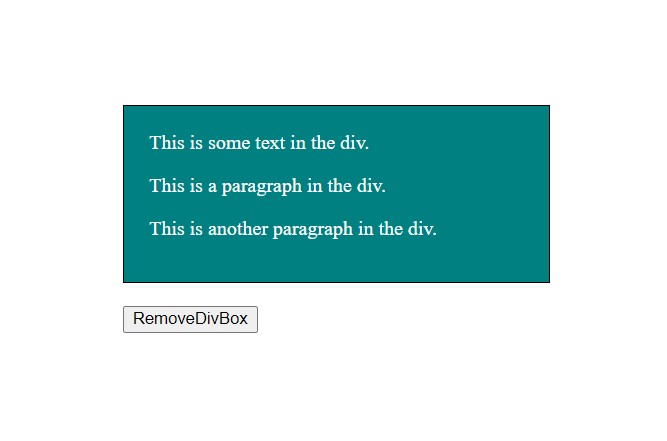 This is some text in the div.
This is a paragraph in the div.
This is another paragraph in the div.
RemoveDivBox